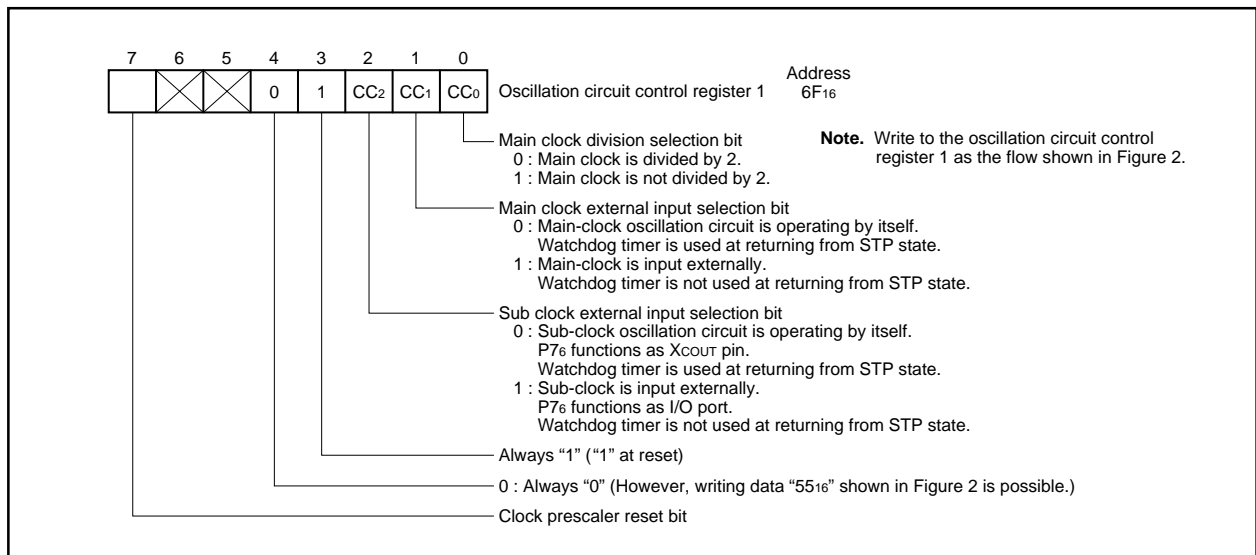 7 6 5 4 3 2 1 0
0 1 CC2 CC1 CC0 Oscillation circuit control register 1
Address
6F16
Main clock division selection bit
0 : Main clock is divided by 2.
1 : Main clock is not divided by 2.
Note. Write to the oscillation circuit control
register 1 as the flow shown in Figure 2.
Main clock external input selection bit
0 : Main-clock oscillation circuit is operating by itself.
Watchdog timer is used at returning from STP state.
1 : Main-clock is input externally.
Watchdog timer is not used at returning from STP state.
Sub clock external input selection bit
0 : Sub-clock oscillation circuit is operating by itself.
P76 functions as XCOUT pin.
Watchdog timer is used at returning from STP state.
1 : Sub-clock is input externally.
P76 functions as I/O port.
Watchdog timer is not used at returning from STP state.
Always “1” (“1” at reset)
0 : Always “0” (However, writing data “5516” shown in Figure 2 is possible.)
Clock prescaler reset bit